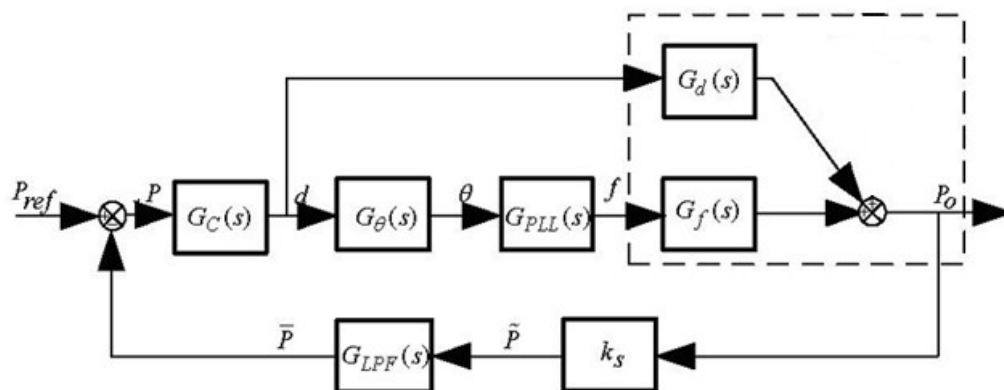 G_d(s)
P_ref
P
G_C(s)
d
G_θ(s)
θ
G_PLL(s)
f
G_f(s)
P_o
P̄
G_LPF(s)
P̃
k_s